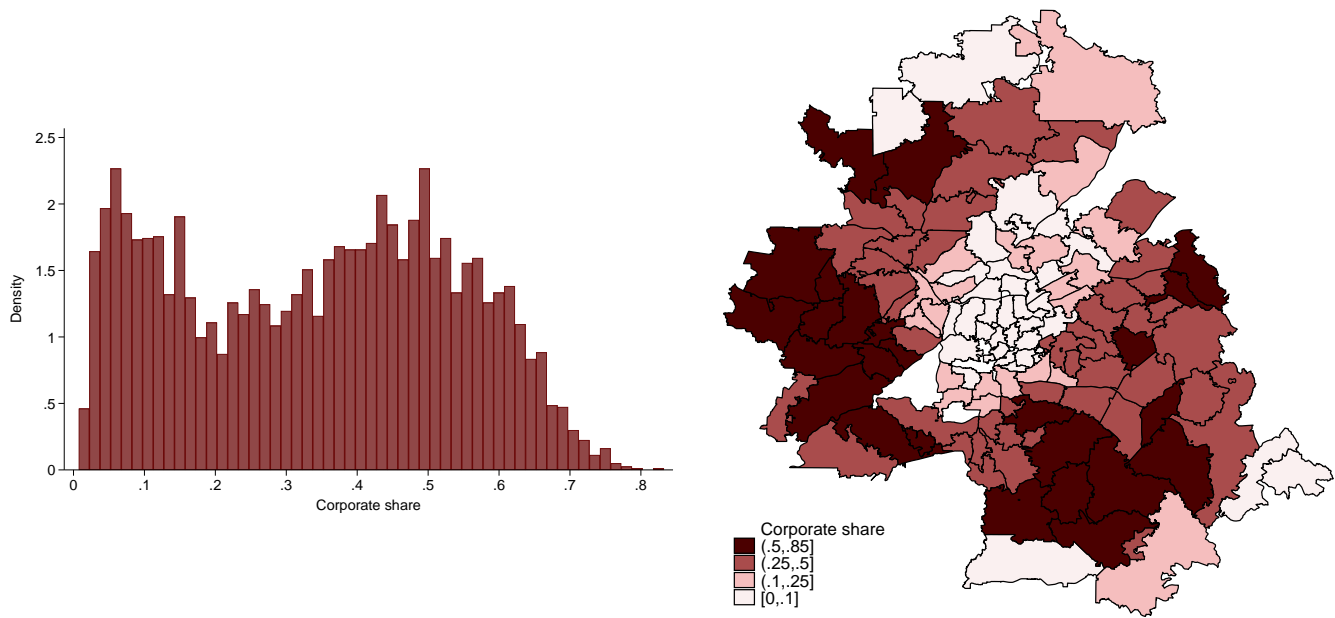 2.5
2
1.5
1
.5
0
Density
0 .1 .2 .3 .4 .5 .6 .7 .8
Corporate share
Corporate share
(.5,.85]
(.25,.5]
(.1,.25]
[0,.1]